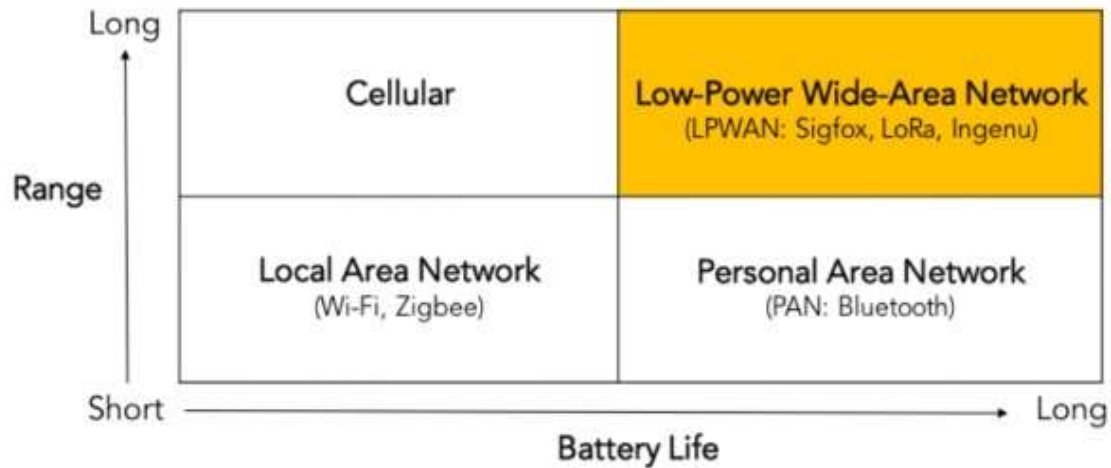 Long
Cellular
Low-Power Wide-Area Network
(LPWAN: Sigfox, LoRa, Ingenu)
Range
Local Area Network
(Wi-Fi, Zigbee)
Personal Area Network
(PAN: Bluetooth)
Short
Long
Battery Life